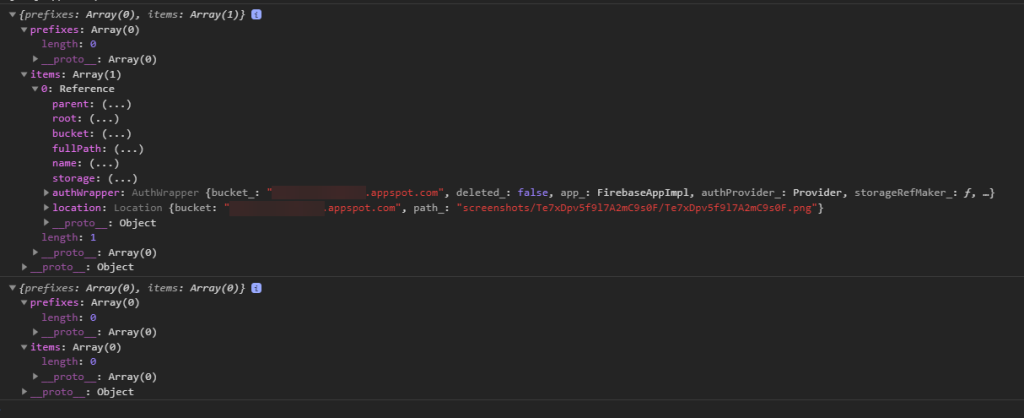 {prefixes: Array(0), items: Array(1)} i
prefixes: Array(0)
length: 0
__proto__: Array(0)
items: Array(1)
0: Reference
parent: (...)
root: (...)
bucket: (...)
fullPath: (...)
name: (...)
storage: (...)
authWrapper: AuthWrapper {bucket_: ".appspot.com", deleted_: false, app_: FirebaseAppImpl, authProvider_: Provider, storageRefMaker_: ƒ, …}
location: Location {bucket: ".appspot.com", path_: "screenshots/Te7xDpv5f9l7A2mC9s0F/Te7xDpv5f9l7A2mC9s0F.png"}
__proto__: Object
length: 1
__proto__: Array(0)
__proto__: Object
{prefixes: Array(0), items: Array(0)} i
prefixes: Array(0)
length: 0
__proto__: Array(0)
items: Array(0)
length: 0
__proto__: Array(0)
__proto__: Object